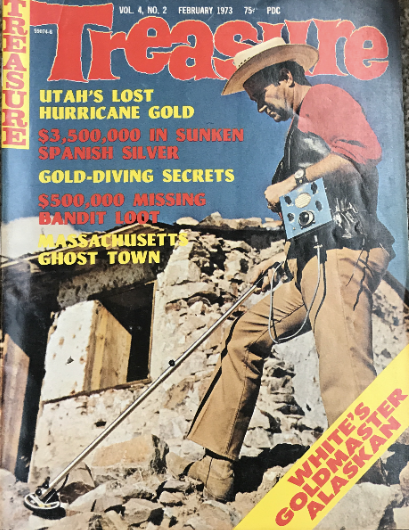 VOL. 4, NO. 2 FEBRUARY 1973 75¢ PDC
Treasure
TREASURE
UTAH'S LOST
HURRICANE GOLD
$3,500,000 IN SUNKEN
SPANISH SILVER
GOLD-DIVING SECRETS
$500,000 MISSING
BANDIT LOOT
MASSACHUSETTS
GHOST TOWN
WHITE'S
GOLDMASTER
ALASKAN